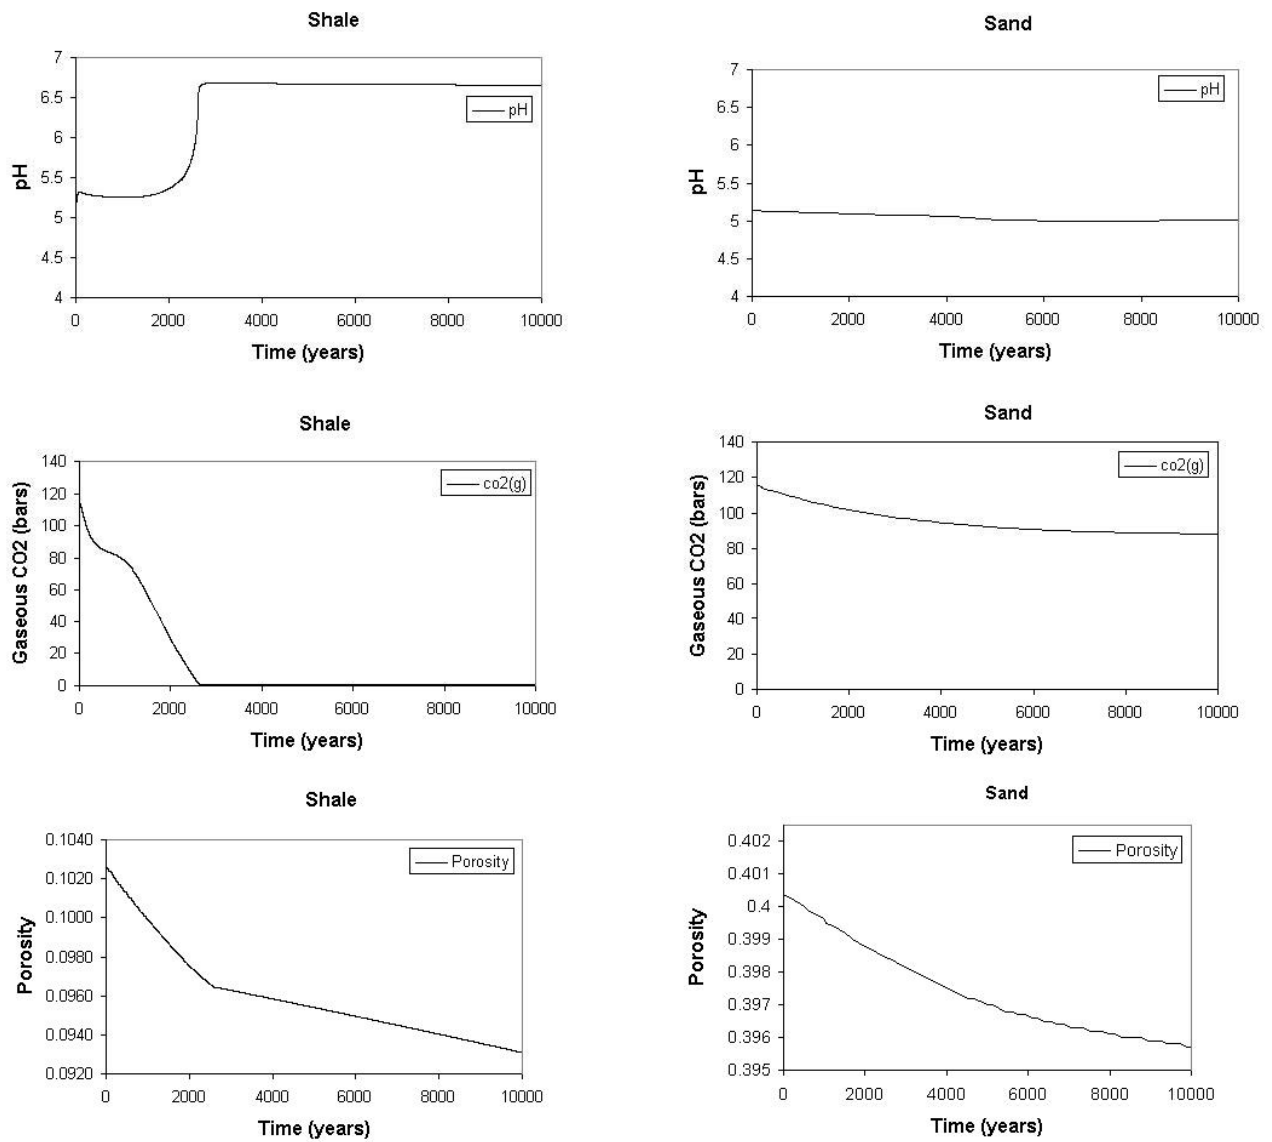 Shale
7
6.5
6
5.5
5
4.5
4
pH
pH
0 2000 4000 6000 8000 10000
Time (years)
Sand
7
6.5
6
5.5
5
4.5
4
pH
pH
0 2000 4000 6000 8000 10000
Time (years)
Shale
140
120
100
80
60
40
20
0
Gaseous CO2 (bars)
co2(g)
0 2000 4000 6000 8000 10000
Time (years)
Sand
140
120
100
80
60
40
20
0
Gaseous CO2 (bars)
co2(g)
0 2000 4000 6000 8000 10000
Time (years)
Shale
0.1040
0.1020
0.1000
0.0980
0.0960
0.0940
0.0920
Porosity
Porosity
0 2000 4000 6000 8000 10000
Time (years)
Sand
0.402
0.401
0.4
0.399
0.398
0.397
0.396
0.395
Porosity
Porosity
0 2000 4000 6000 8000 10000
Time (years)